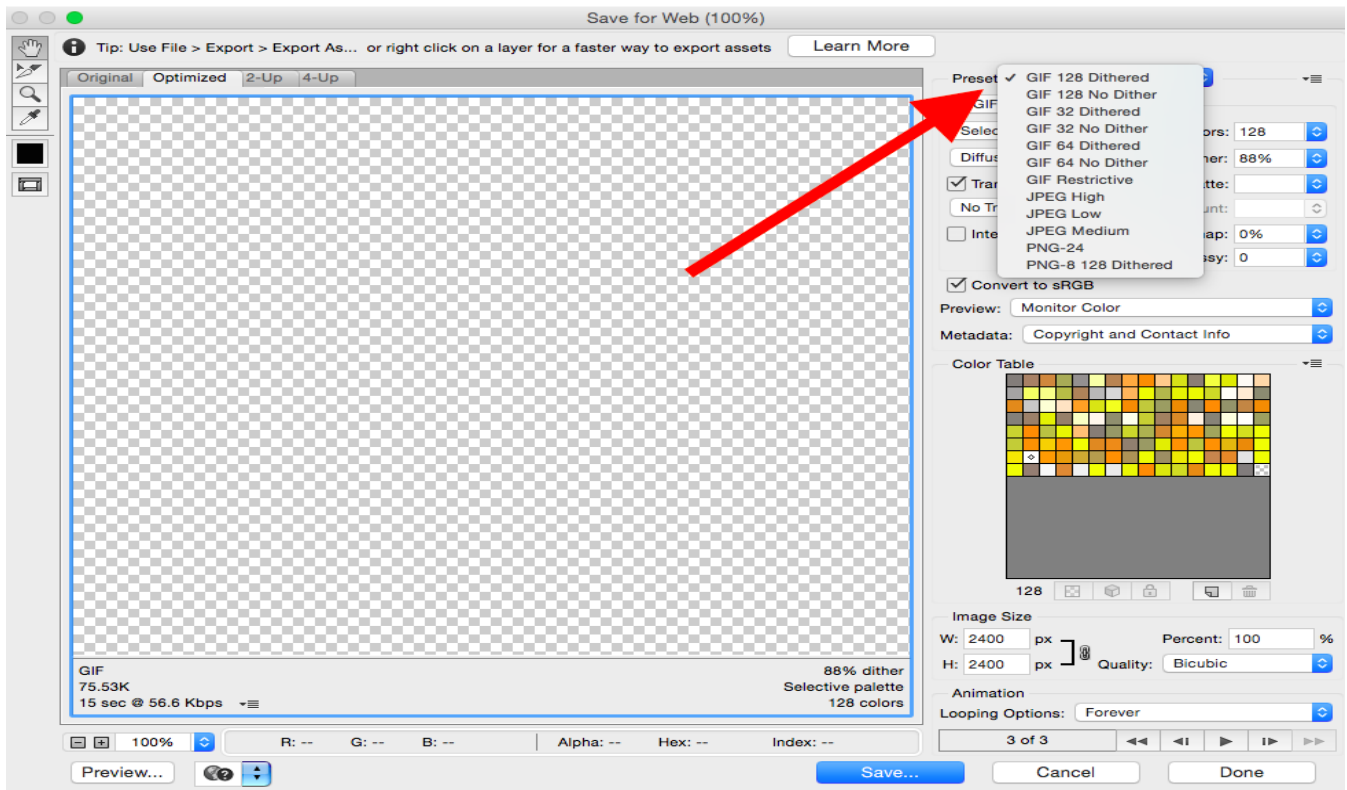 Save for Web (100%)
Tip: Use File > Export > Export As... or right click on a layer for a faster way to export assets
Learn More
Original Optimized 2-Up 4-Up
Preset
✓ GIF 128 Dithered
GIF 128 No Dither
GIF 32 Dithered
GIF 32 No Dither
GIF 64 Dithered
GIF 64 No Dither
GIF Restrictive
JPEG High
JPEG Low
JPEG Medium
PNG-24
PNG-8 128 Dithered
GIF
128
88%
No
0%
0
Convert to sRGB
Preview: Monitor Color
Metadata: Copyright and Contact Info
Color Table
128
Image Size
W: 2400 px Percent: 100 %
H: 2400 px Quality: Bicubic
Animation
Looping Options: Forever
3 of 3
GIF 88% dither
75.53K Selective palette
15 sec @ 56.6 Kbps 128 colors
100% R: -- G: -- B: -- Alpha: -- Hex: -- Index: --
Preview... Save... Cancel Done